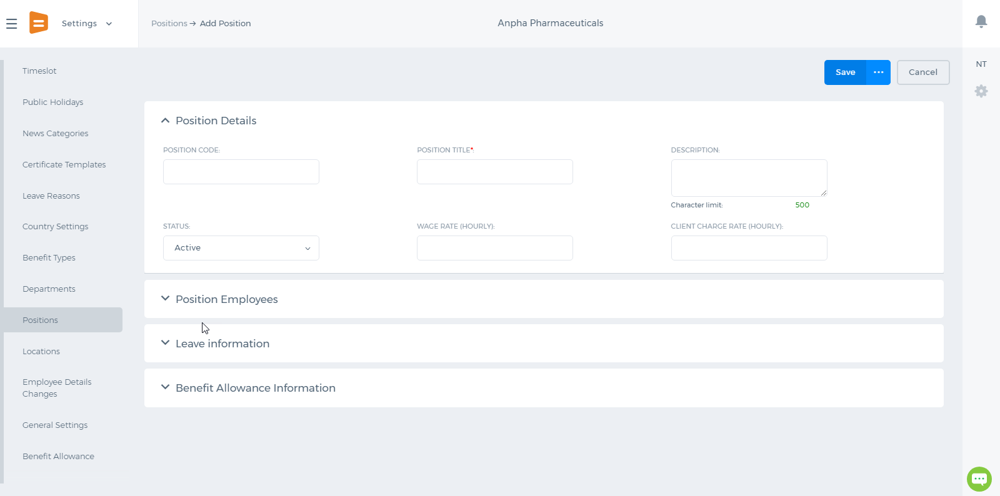 Settings
Positions → Add Position
Anpha Pharmaceuticals
NT
Timeslot
Public Holidays
News Categories
Certificate Templates
Leave Reasons
Country Settings
Benefit Types
Departments
Positions
Locations
Employee Details
Changes
General Settings
Benefit Allowance
Save
Cancel
Position Details
POSITION CODE:
POSITION TITLE*:
DESCRIPTION:
Character limit: 500
STATUS:
Active
WAGE RATE (HOURLY):
CLIENT CHARGE RATE (HOURLY):
Position Employees
Leave information
Benefit Allowance Information